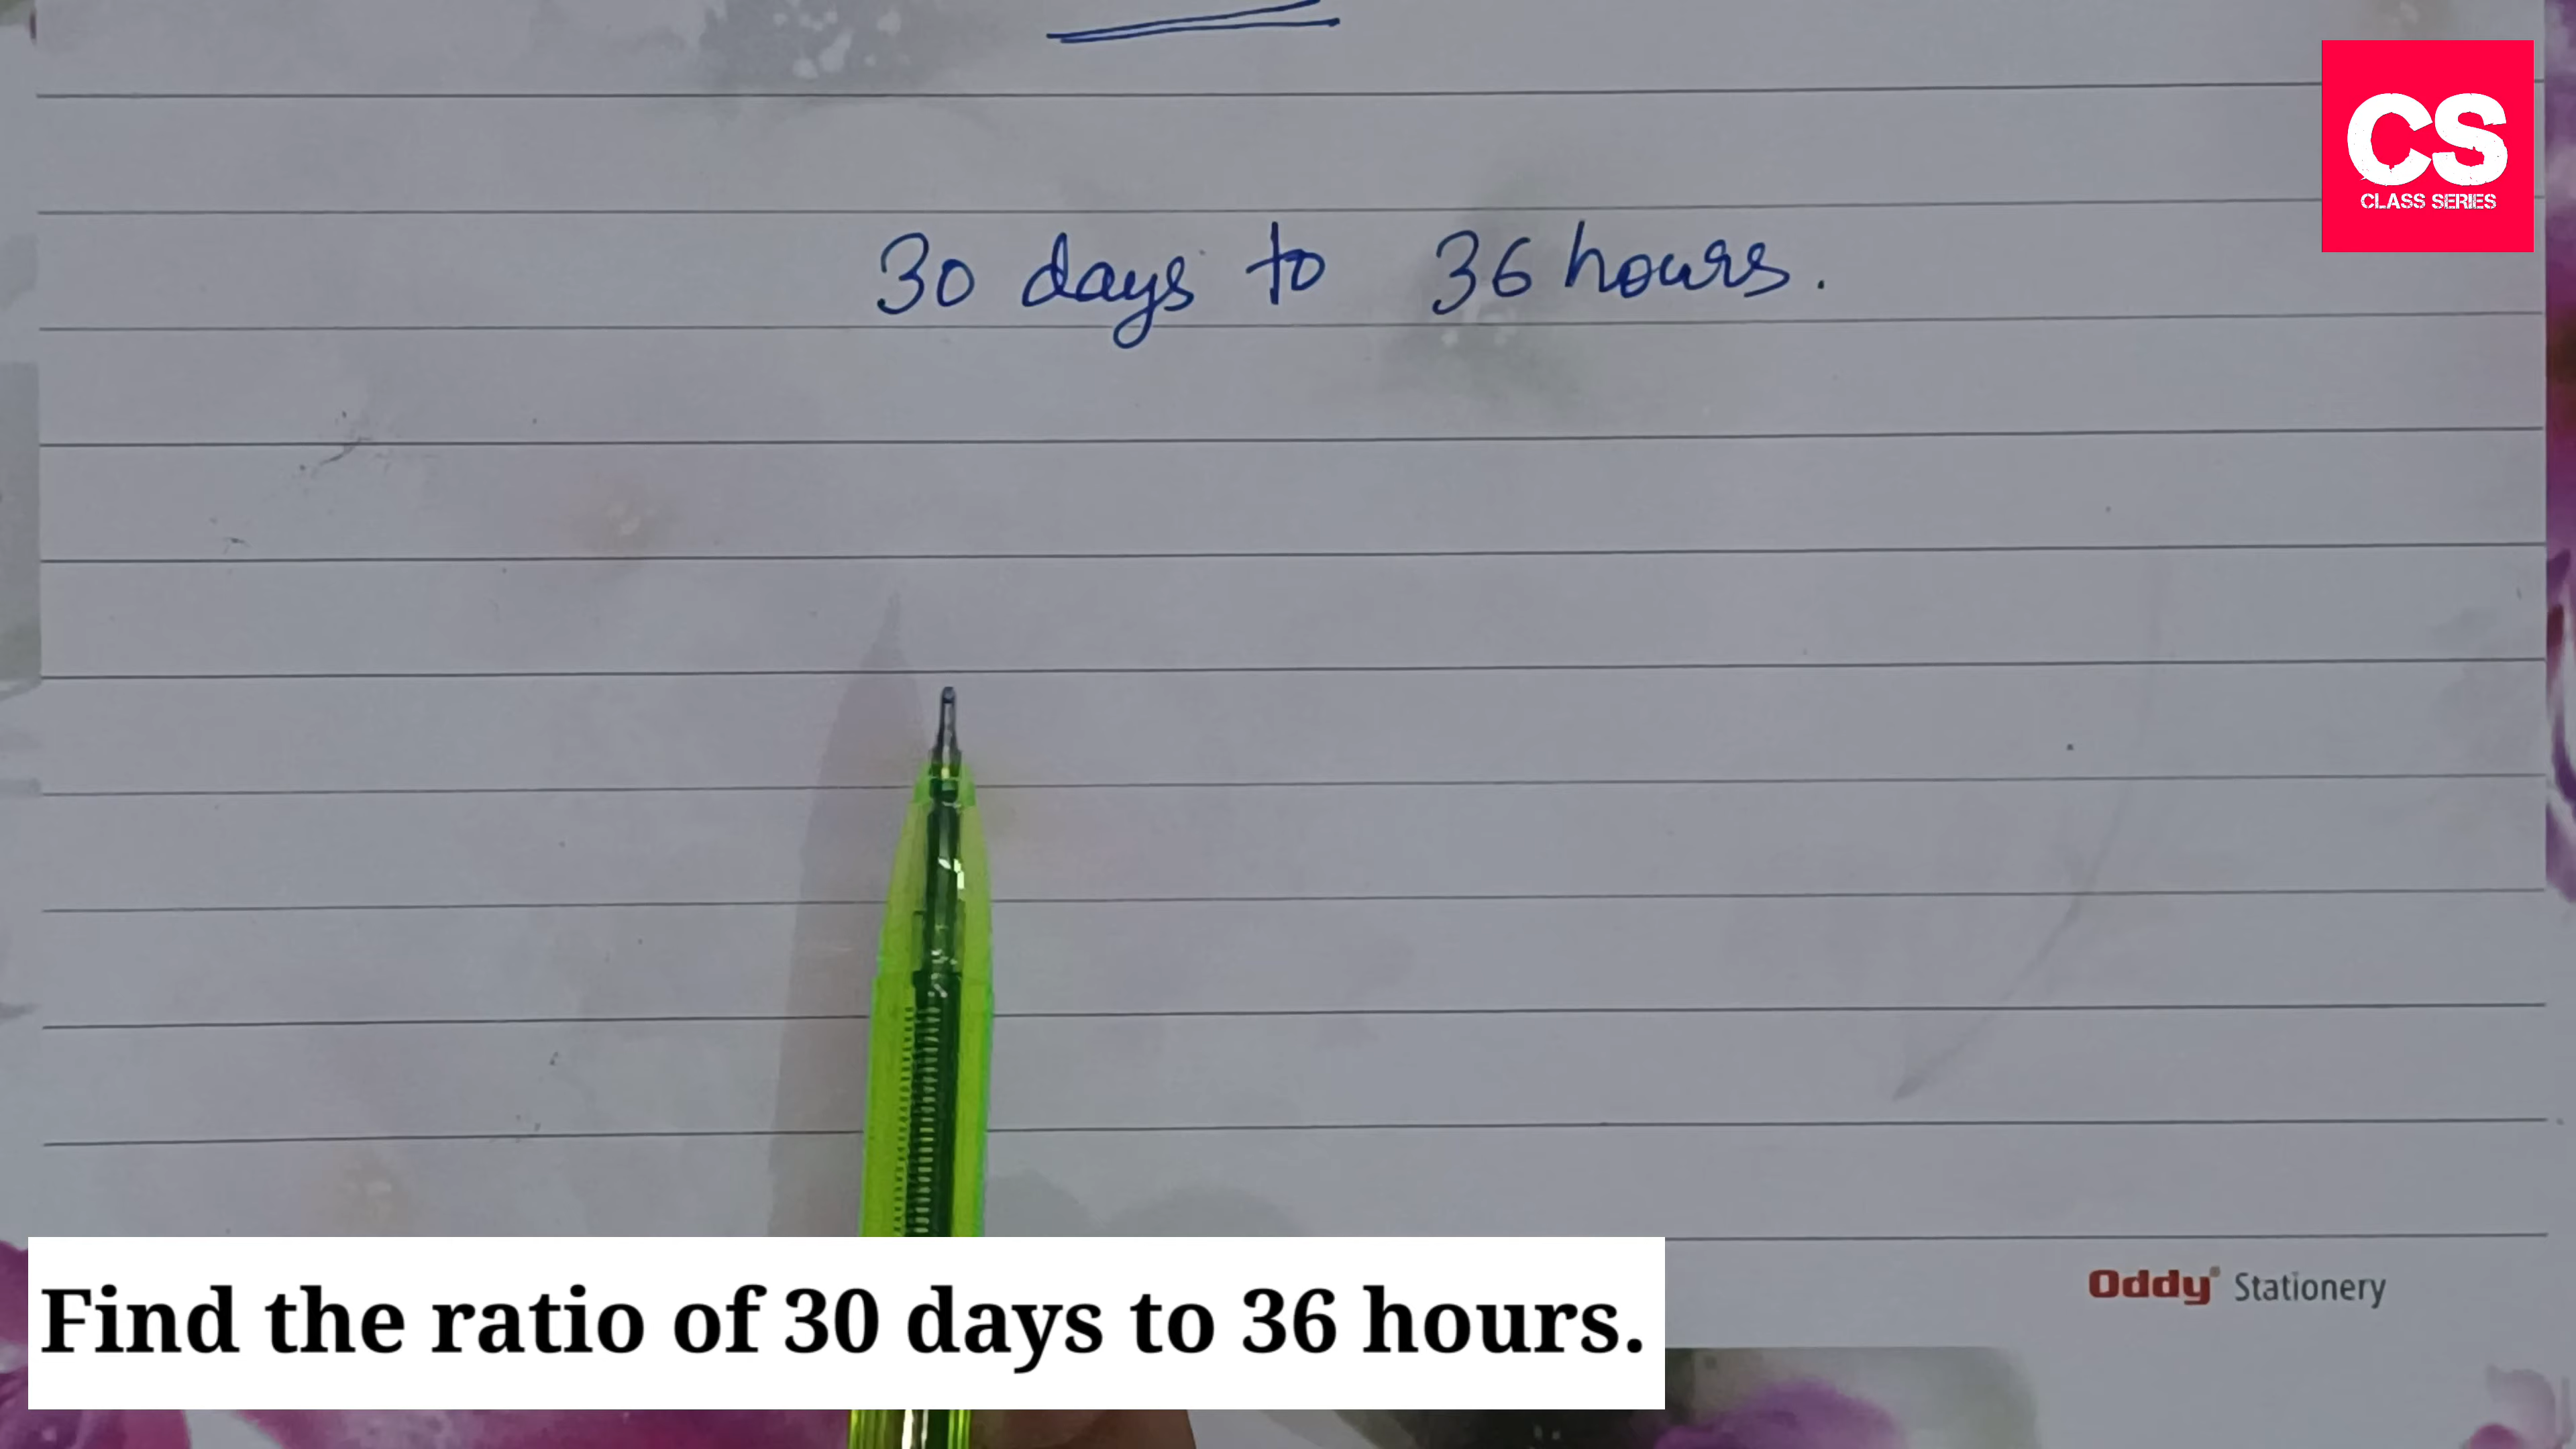 CS
CLASS SERIES
30 days to 36 hours.
Oddy Stationery
Find the ratio of 30 days to 36 hours.